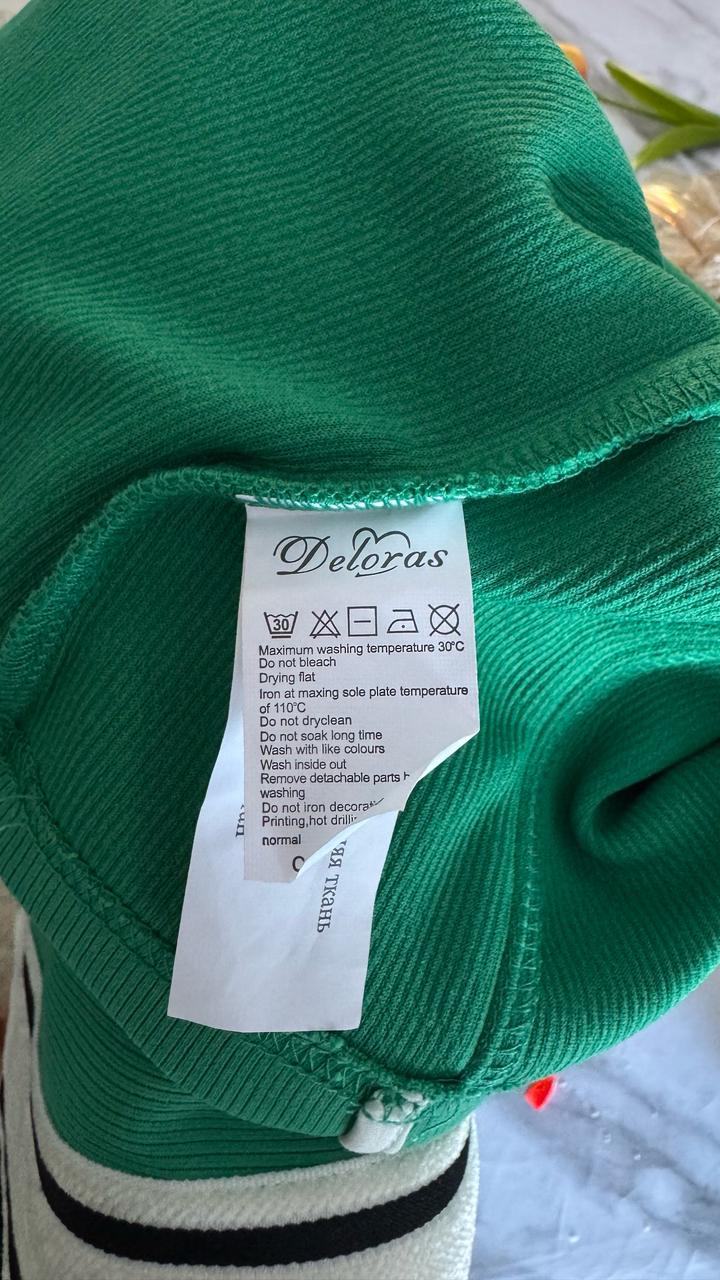 Deloras
30
Maximum washing temperature 30℃
Do not bleach
Drying flat
Iron at maxing sole plate temperature
of 110℃
Do not dryclean
Do not soak long time
Wash with like colours
Wash inside out
Remove detachable parts
washing
Do not iron
Printing,hot
normal
ткань